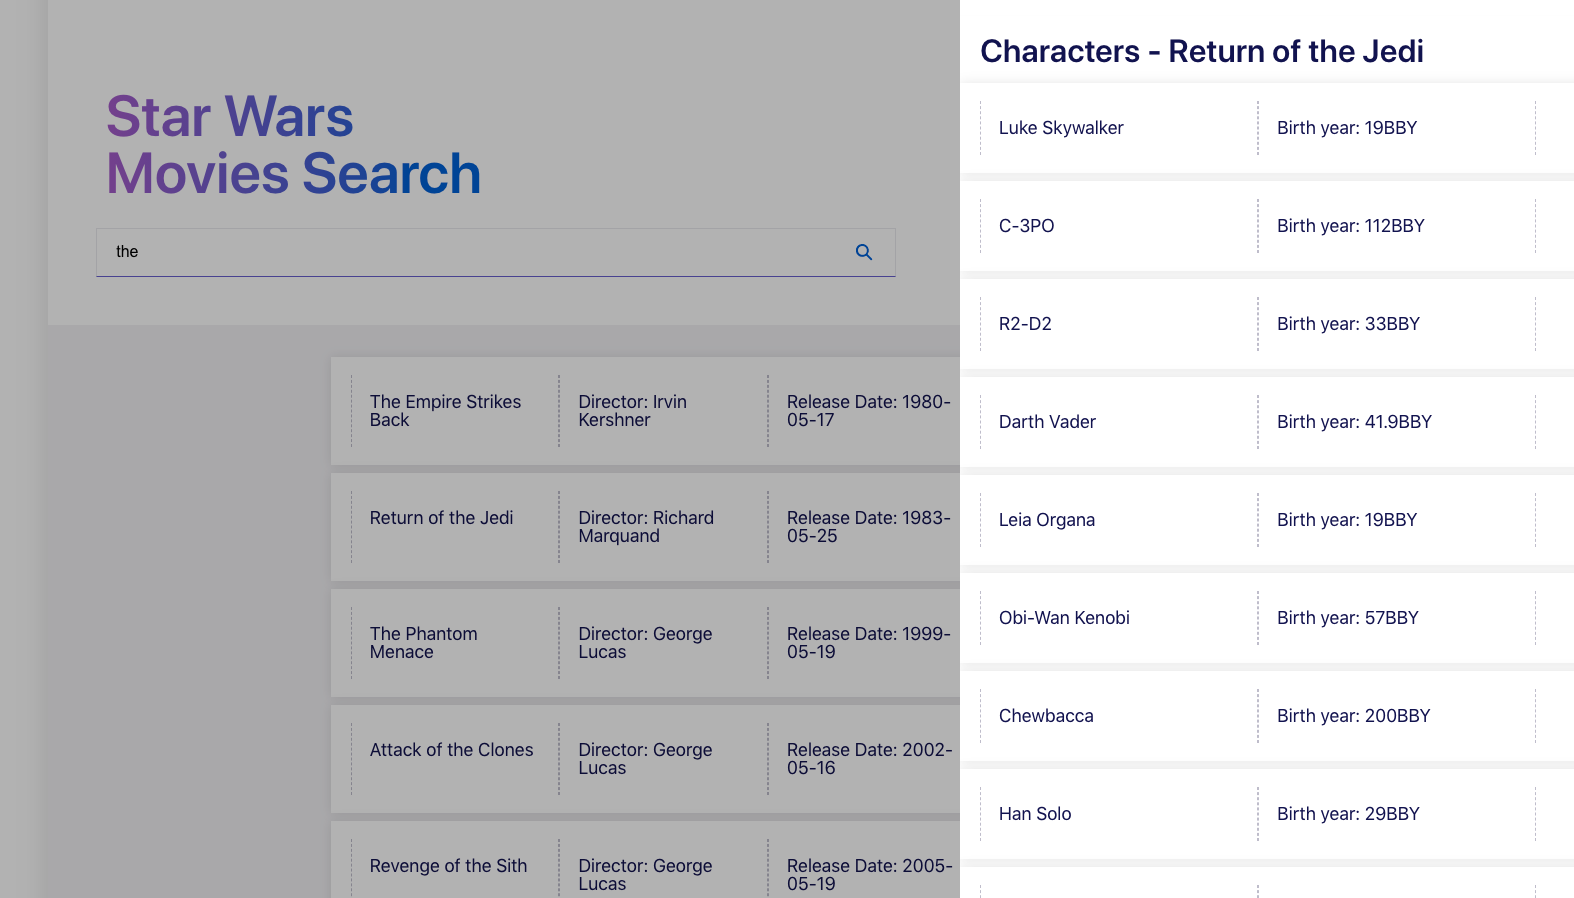 Star Wars
Movies Search
the
The Empire Strikes
Back
Director: Irvin
Kershner
Release Date: 1980-
05-17
Return of the Jedi
Director: Richard
Marquand
Release Date: 1983-
05-25
The Phantom
Menace
Director: George
Lucas
Release Date: 1999-
05-19
Attack of the Clones
Director: George
Lucas
Release Date: 2002-
05-16
Revenge of the Sith
Director: George
Lucas
Release Date: 2005-
05-19
Characters - Return of the Jedi
Luke Skywalker
Birth year: 19BBY
C-3PO
Birth year: 112BBY
R2-D2
Birth year: 33BBY
Darth Vader
Birth year: 41.9BBY
Leia Organa
Birth year: 19BBY
Obi-Wan Kenobi
Birth year: 57BBY
Chewbacca
Birth year: 200BBY
Han Solo
Birth year: 29BBY